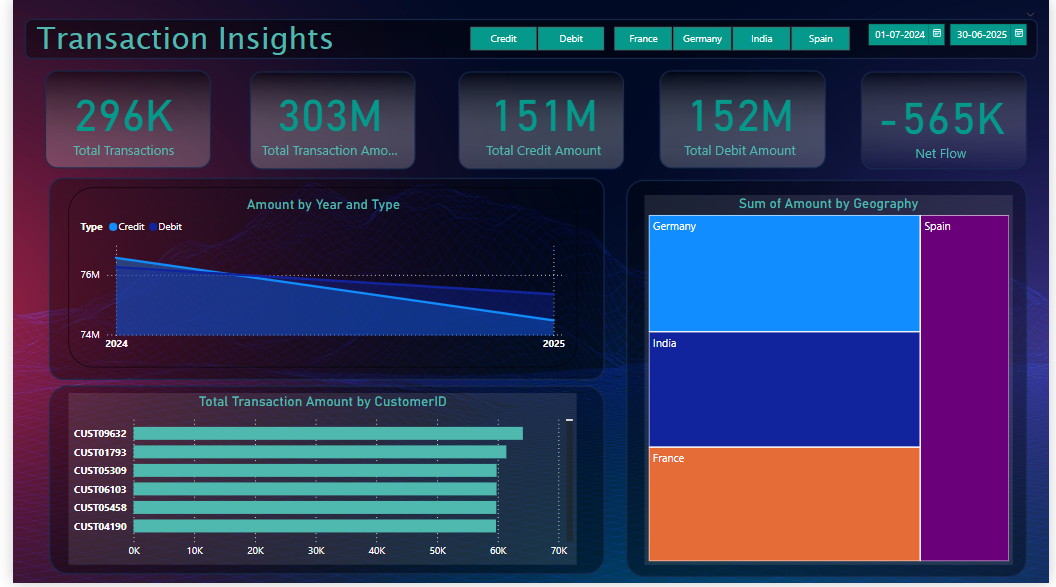 Transaction Insights
Credit Debit France Germany India Spain 01-07-2024 30-06-2025
296K
Total Transactions
303M
Total Transaction Amo...
151M
Total Credit Amount
152M
Total Debit Amount
-565K
Net Flow
Amount by Year and Type
Type Credit Debit
76M
74M
2024 2025
Total Transaction Amount by CustomerID
CUST09632
CUST01793
CUST05309
CUST06103
CUST05458
CUST04190
0K 10K 20K 30K 40K 50K 60K 70K
Sum of Amount by Geography
Germany
Spain
India
France